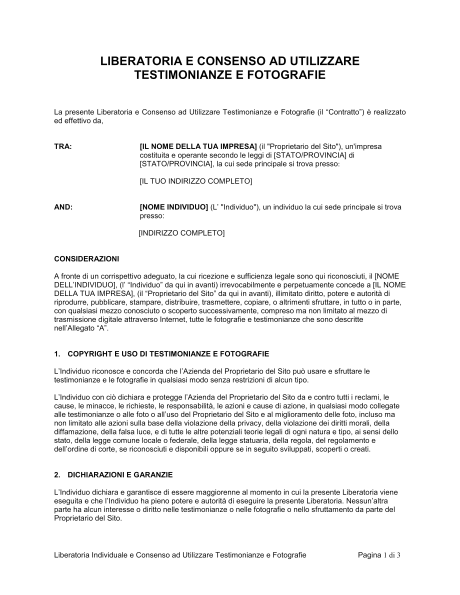 LIBERATORIA E CONSENSO AD UTILIZZARE
TESTIMONIANZE E FOTOGRAFIE
La presente Liberatoria e Consenso ad Utilizzare Testimonianze e Fotografie (il “Contratto”) è realizzato
ed effettivo da,
TRA:
[IL NOME DELLA TUA IMPRESA] (il "Proprietario del Sito"), un'impresa
costituita e operante secondo le leggi di [STATO/PROVINCIA] di
[STATO/PROVINCIA], la cui sede principale si trova presso:
[IL TUO INDIRIZZO COMPLETO]
AND:
[NOME INDIVIDUO] (L' "Individuo"), un individuo la cui sede principale si trova
presso:
[INDIRIZZO COMPLETO]
CONSIDERAZIONI
A fronte di un corrispettivo adeguato, la cui ricezione e sufficienza legale sono qui riconosciuti, il [NOME
DELL’INDIVIDUO], (l’ “Individuo” da qui in avanti) irrevocabilmente e perpetuamente concede a [IL NOME
DELLA TUA IMPRESA], (il “Proprietario del Sito” da qui in avanti), illimitato diritto, potere e autorità di
riprodurre, pubblicare, stampare, distribuire, trasmettere, copiare, o altrimenti sfruttare, in tutto o in parte,
con qualsiasi mezzo conosciuto o scoperto successivamente, compreso ma non limitato al mezzo di
trasmissione digitale attraverso Internet, tutte le fotografie e testimonianze che sono descritte
nell’Allegato “A”.
1. COPYRIGHT E USO DI TESTIMONIANZE E FOTOGRAFIE
L’Individuo riconosce e concorda che l’Azienda del Proprietario del Sito può usare e sfruttare le
testimonianze e le fotografie in qualsiasi modo senza restrizioni di alcun tipo.
L’Individuo con ciò dichiara e protegge l’Azienda del Proprietario del Sito da e contro tutti i reclami, le
cause, le minacce, le richieste, le responsabilità, le azioni e cause di azione, in qualsiasi modo collegate
alle testimonianze o alle foto o all’uso del Proprietario del Sito e al miglioramento delle foto, incluso ma
non limitato alle azioni sulla base della violazione della privacy, della violazione dei diritti morali, della
diffamazione, della falsa luce, e di tutte le altre potenziali teorie legali di ogni natura e tipo, ai sensi dello
stato, della legge comune locale o federale, della legge statuaria, della regola, del regolamento e
dell’ordine di corte, se riconosciuti e disponibili oppure se in seguito sviluppati, scoperti o creati.
2. DICHIARAZIONI E GARANZIE
L’Individuo dichiara e garantisce di essere maggiorenne al momento in cui la presente Liberatoria viene
eseguita e che l’Individuo ha pieno potere e autorità di eseguire la presente Liberatoria. Nessun’altra
parte ha alcun interesse o diritto nelle testimonianze o nelle fotografie o nello sfruttamento da parte del
Proprietario del Sito.
Liberatoria Individuale e Consenso ad Utilizzare Testimonianze e Fotografie Pagina 1 di 3